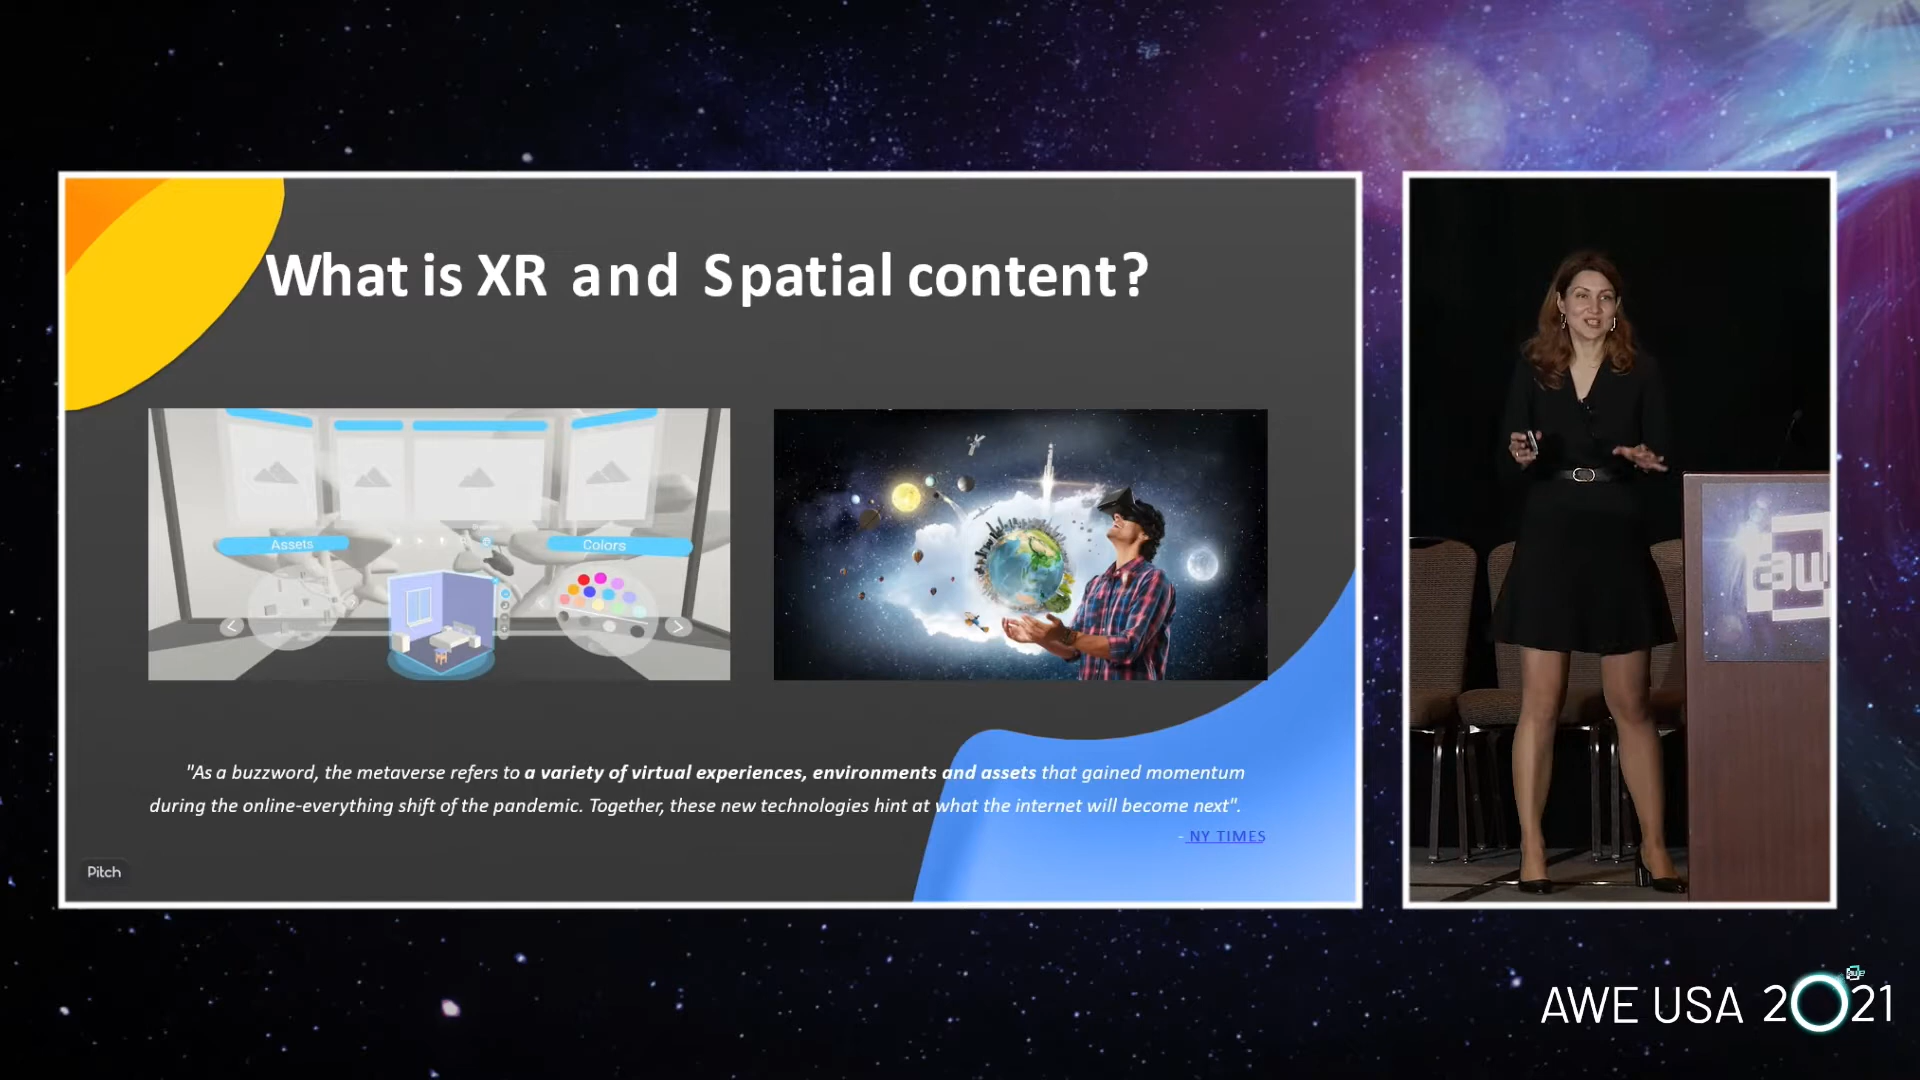 What is XR and Spatial content?
Assets
Colors
"As a buzzword, the metaverse refers to a variety of virtual experiences, environments and assets that gained momentum
during the online-everything shift of the pandemic. Together, these new technologies hint at what the internet will become next".
- NY TIMES
Pitch
AWE USA 2021